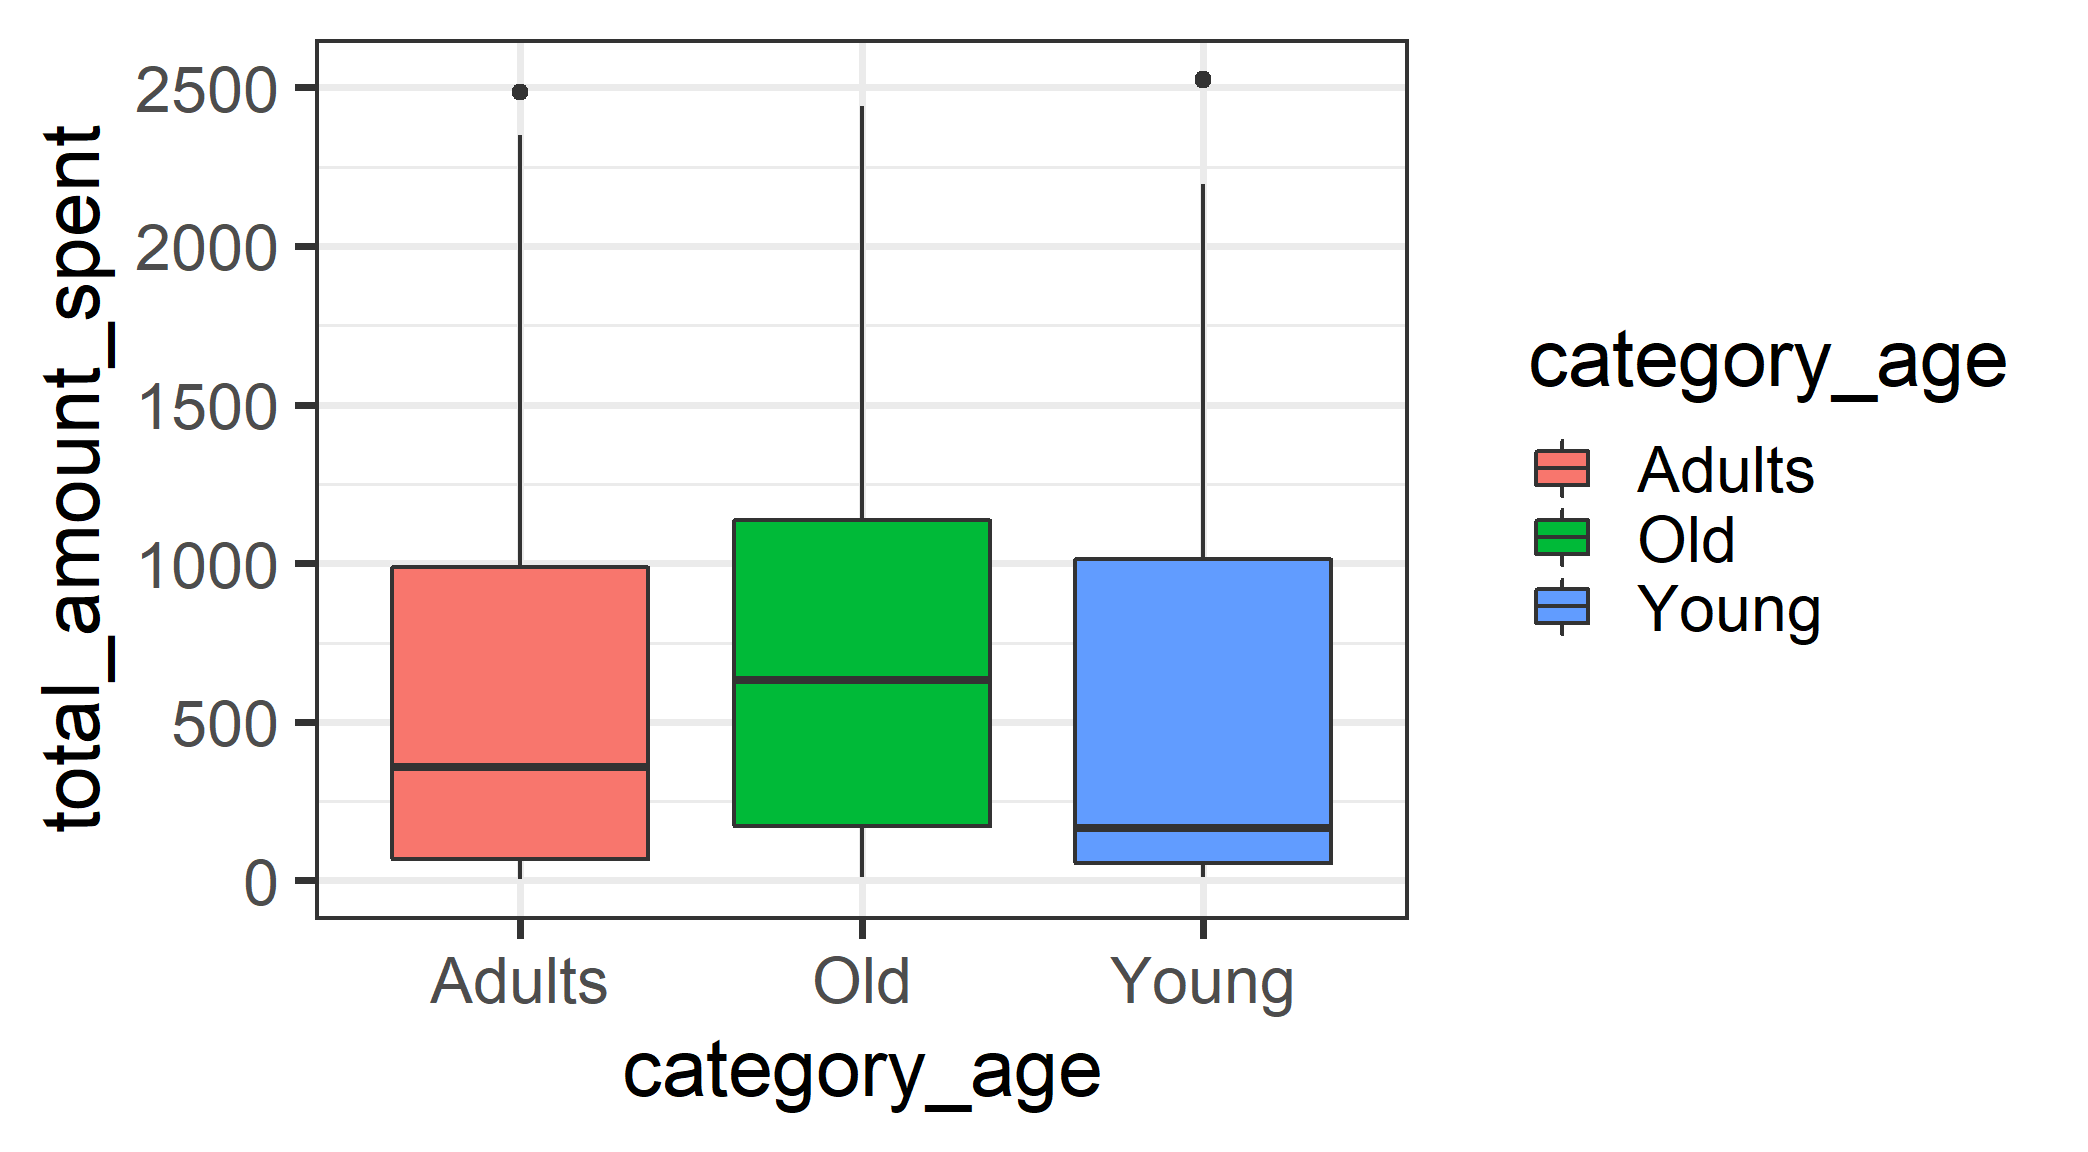 total_amount_spent
2500
2000
1500
1000
500
0
Adults
Old
Young
category_age
category_age
Adults
Old
Young